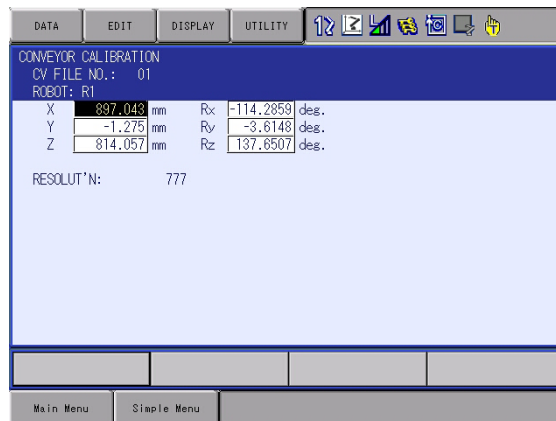 DATA EDIT DISPLAY UTILITY
CONVEYOR CALIBRATION
CV FILE NO.: 01
ROBOT: R1
X 897.043 mm Rx -114.2859 deg.
Y -1.275 mm Ry -3.6148 deg.
Z 814.057 mm Rz 137.6507 deg.
RESOLUT'N: 777
Main Menu Simple Menu